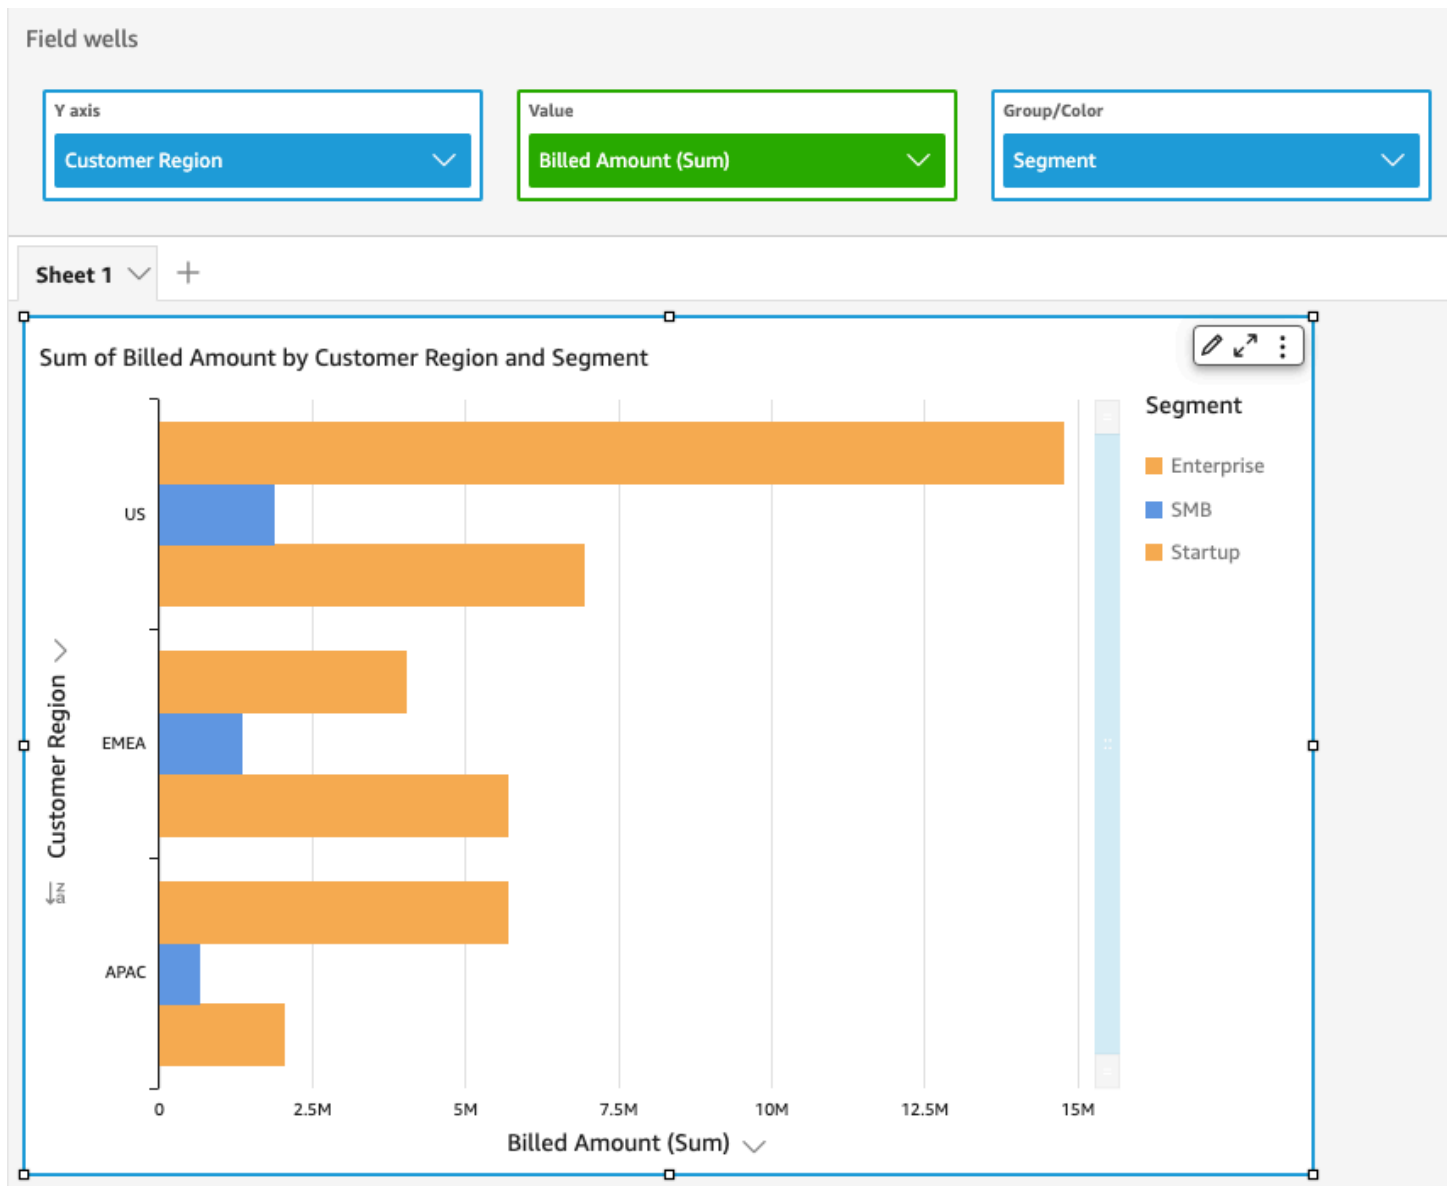 Field wells
Y axis
Value
Group/Color
Customer Region
Billed Amount (Sum)
Segment
Sheet 1
Sum of Billed Amount by Customer Region and Segment
Segment
Enterprise
SMB
Startup
US
EMEA
APAC
Customer Region
0
2.5M
5M
7.5M
10M
12.5M
15M
Billed Amount (Sum)